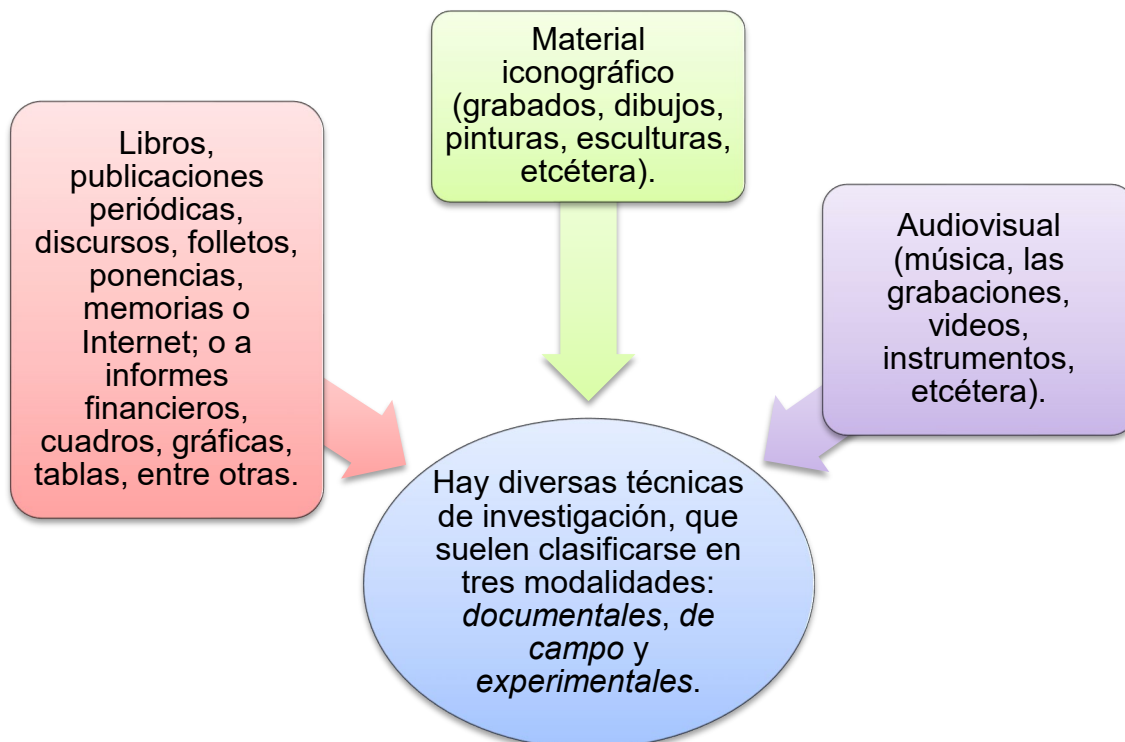 Libros,
publicaciones
periódicas,
discursos, folletos,
ponencias,
memorias o
Internet; o a
informes
financieros,
cuadros, gráficas,
tablas, entre otras.
Material
iconográfico
(grabados, dibujos,
pinturas, esculturas,
etcétera).
Audiovisual
(música, las
grabaciones,
videos,
instrumentos,
etcétera).
Hay diversas técnicas
de investigación, que
suelen clasificarse en
tres modalidades:
documentales, de
campo y
experimentales.